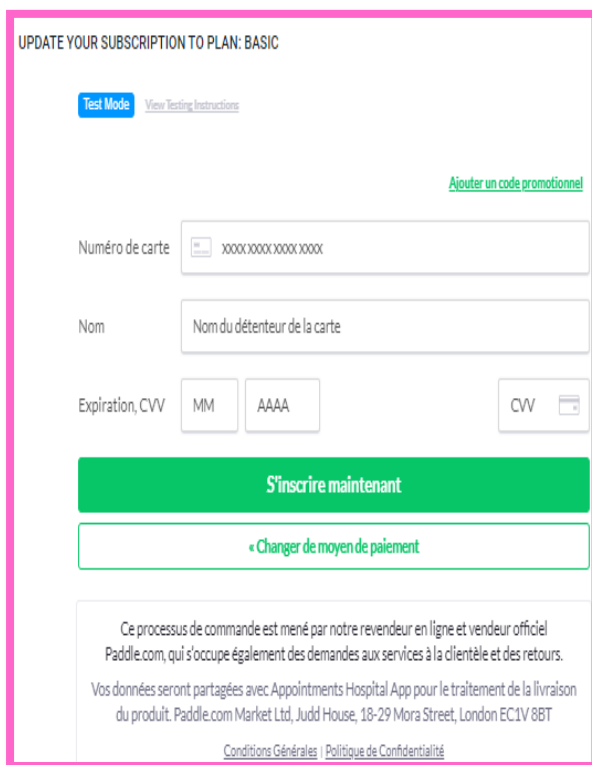 UPDATE YOUR SUBSCRIPTION TO PLAN: BASIC
Test Mode View Testing Instructions
Ajouter un code promotionnel
Numéro de carte xxxx xxxx xxxx xxxx
Nom Nom du détenteur de la carte
Expiration, CVV MM AAAA CVV
S'inscrire maintenant
« Changer de moyen de paiement
Ce processus de commande est mené par notre revendeur en ligne et vendeur officiel
Paddle.com, qui s'occupe également des demandes aux services à la clientèle et des retours.
Vos données seront partagées avec Appointments Hospital App pour le traitement de la livraison
du produit. Paddle.com Market Ltd, Judd House, 18-29 Mora Street, London EC1V 8BT
Conditions Générales | Politique de Confidentialité